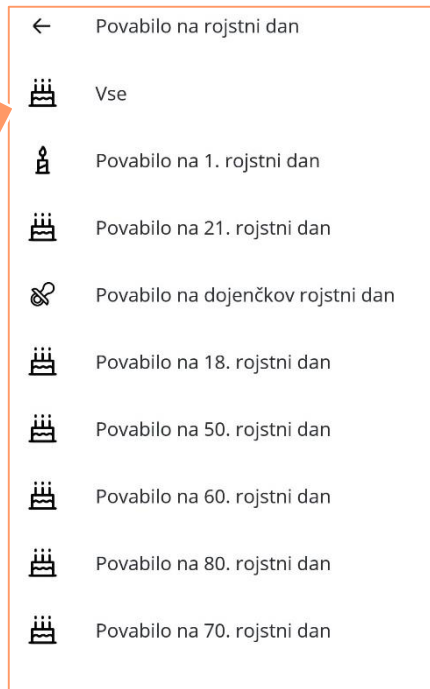 Povabilo na rojstni dan
Vse
Povabilo na 1. rojstni dan
Povabilo na 21. rojstni dan
Povabilo na dojenčkov rojstni dan
Povabilo na 18. rojstni dan
Povabilo na 50. rojstni dan
Povabilo na 60. rojstni dan
Povabilo na 80. rojstni dan
Povabilo na 70. rojstni dan